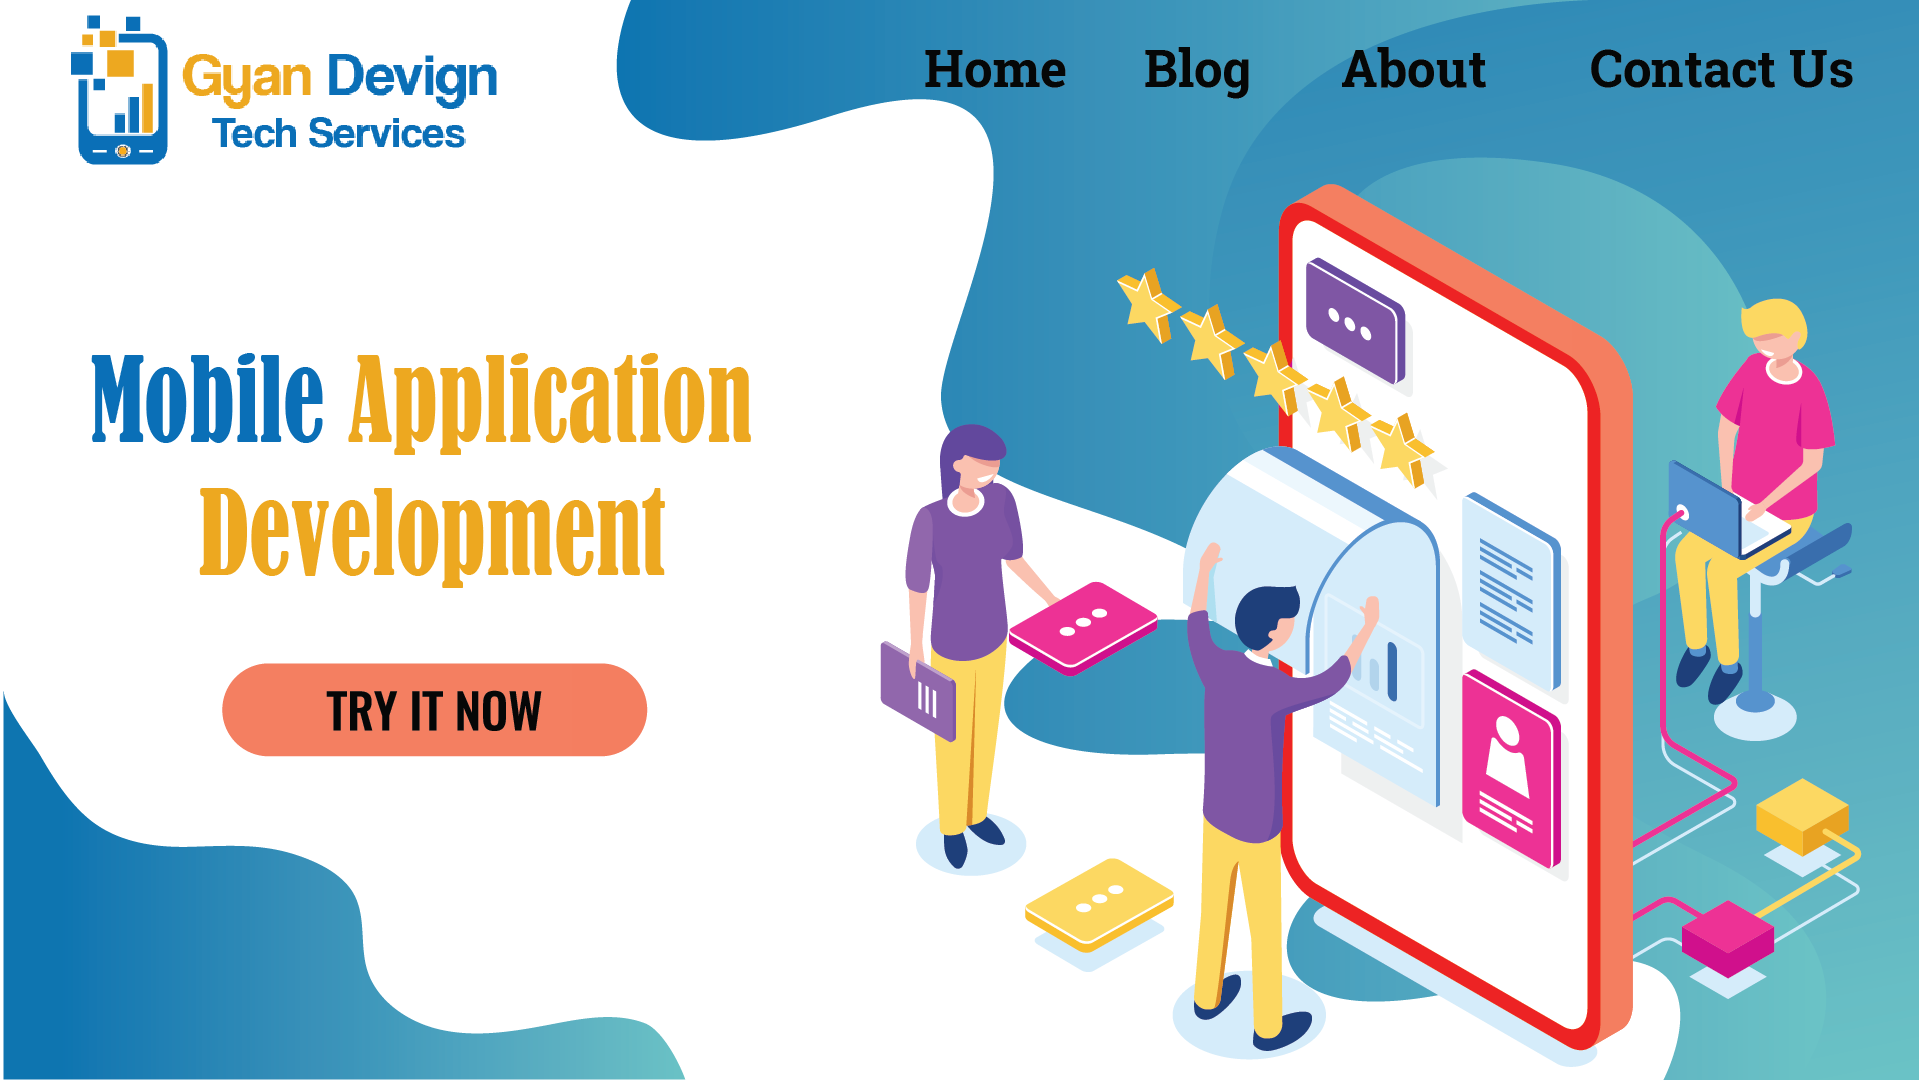 Gyan Devign
Tech Services
Home Blog About Contact Us
Mobile Application
Development
TRY IT NOW